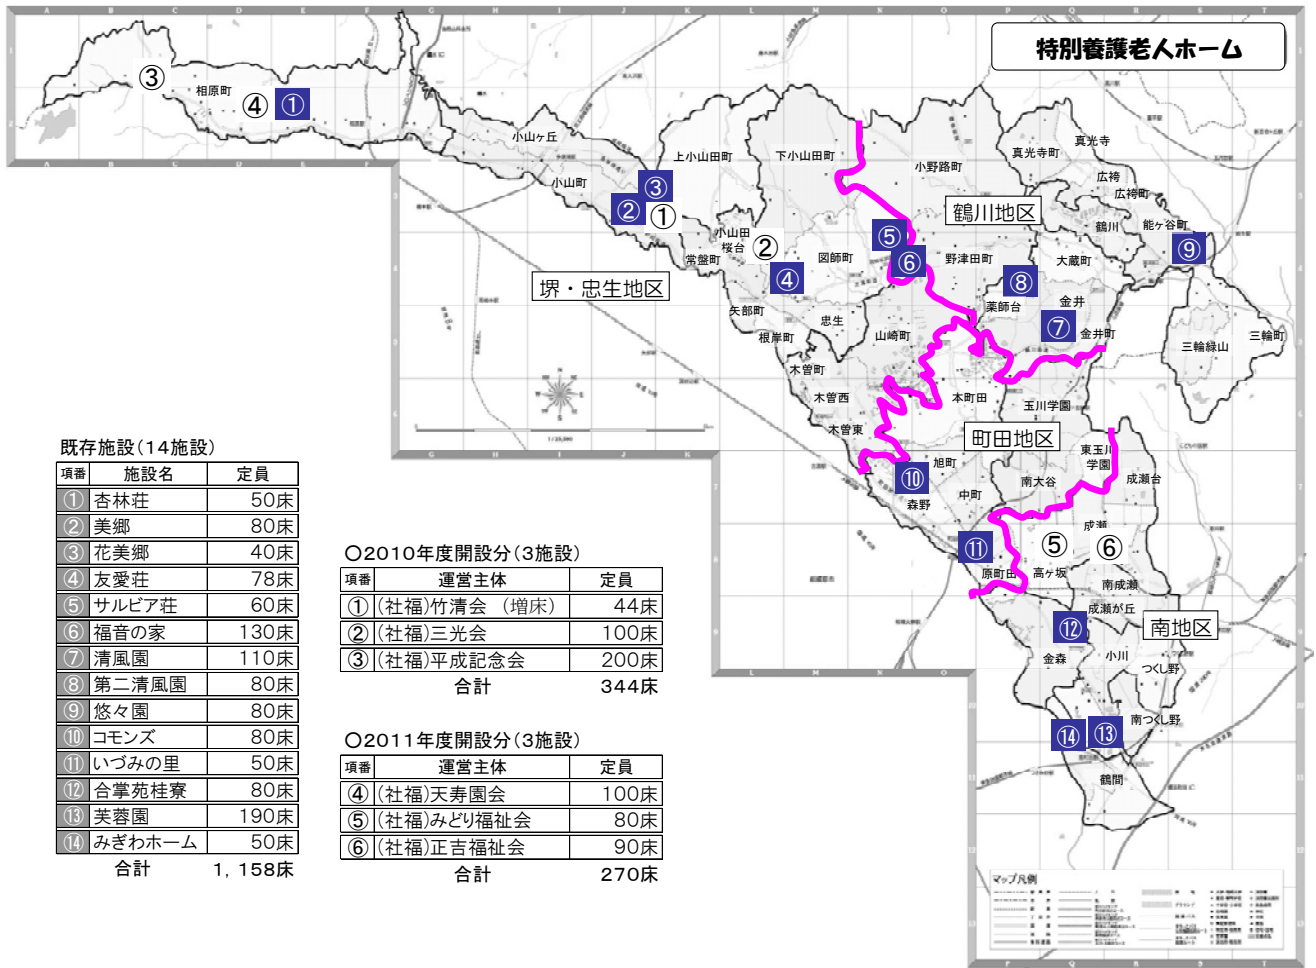 特別養護老人ホーム
③
相原町
④
①
小山ヶ丘
小山町
上小山田町
下小山田町
小野路町
真光寺町
真光寺
広袴
広袴町
鶴川地区
鶴川
能ヶ谷町
⑨
③
②
①
小山田
桜台
②
④
常盤町
図師町
⑤
⑥
野津田町
大蔵町
⑧
薬師台
金井
⑦
金井町
堺・忠生地区
矢部町
忠生
根岸町
山崎町
三輪緑山
三輪町
木曽町
木曽西
木曽東
本町田
玉川学園
町田地区
東玉川
学園
成瀬台
旭町
⑩
森野
中町
南大谷
成瀬
⑪
原町田
⑤
高ヶ坂
⑥
南成瀬
成瀬が丘
⑫
南地区
金森
小川
つくし野
南つくし野
⑭
⑬
鶴間
1/25,000
既存施設(14施設)
項番 施設名 定員
① 杏林荘 50床
② 美郷 80床
③ 花美郷 40床
④ 友愛荘 78床
⑤ サルビア荘 60床
⑥ 福音の家 130床
⑦ 清風園 110床
⑧ 第二清風園 80床
⑨ 悠々園 80床
⑩ コモンズ 80床
⑪ いづみの里 50床
⑫ 合掌苑桂寮 80床
⑬ 芙蓉園 190床
⑭ みぎわホーム 50床
合計 1,158床
○2010年度開設分(3施設)
項番 運営主体 定員
① (社福)竹清会 (増床) 44床
② (社福)三光会 100床
③ (社福)平成記念会 200床
合計 344床
○2011年度開設分(3施設)
項番 運営主体 定員
④ (社福)天寿園会 100床
⑤ (社福)みどり福祉会 80床
⑥ (社福)正吉福祉会 90床
合計 270床
マップ凡例